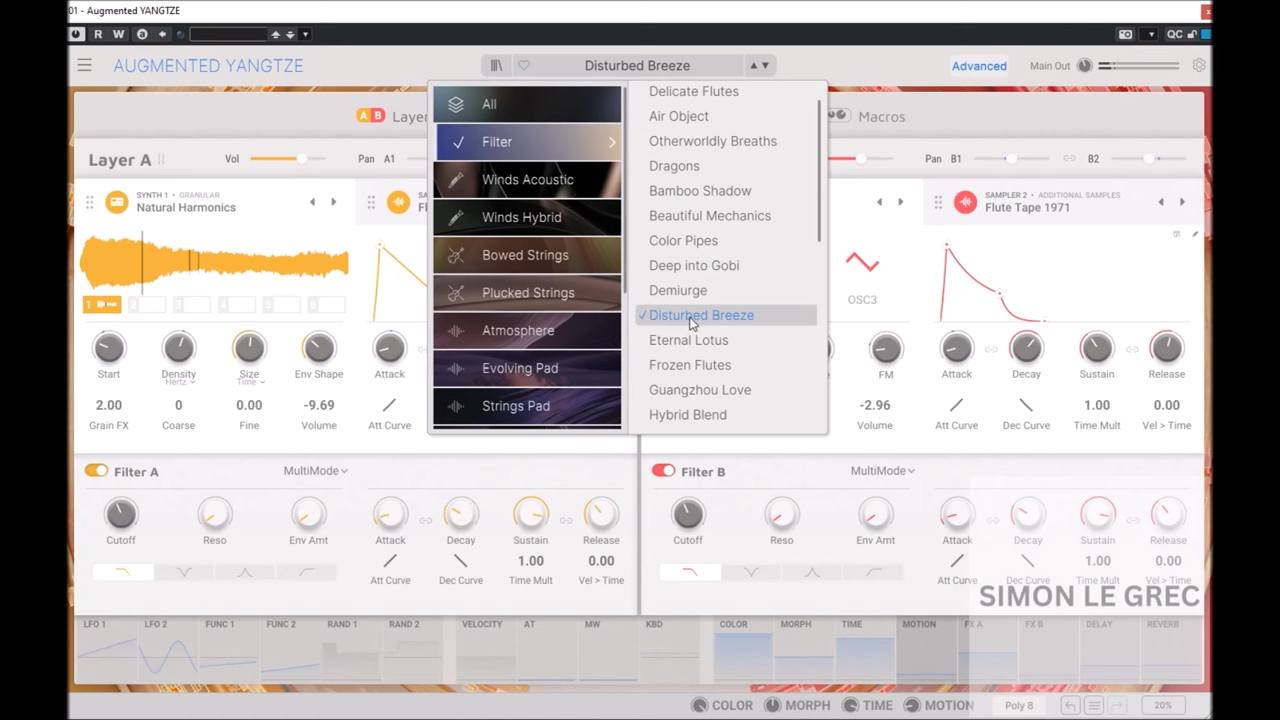 01 - Augmented YANGTZE
R W a QC
AUGMENTED YANGTZE
Disturbed Breeze
Advanced
Main Out
A B Layer
Macros
All
Filter
Winds Acoustic
Winds Hybrid
Bowed Strings
Plucked Strings
Atmosphere
Evolving Pad
Strings Pad
Delicate Flutes
Air Object
Otherworldly Breaths
Dragons
Bamboo Shadow
Beautiful Mechanics
Color Pipes
Deep into Gobi
Demiurge
Disturbed Breeze
Eternal Lotus
Frozen Flutes
Guangzhou Love
Hybrid Blend
Layer A
Vol
Pan A1
Pan B1
B2
SYNTH 1 • GRANULAR
Natural Harmonics
SAMPLER 2 • ADDITIONAL SAMPLES
Flute Tape 1971
OSC3
1 2 3 4 5 6
Start Density Size Env Shape Attack
Hertz Time
2.00 0 0.00 -9.69
Grain FX Coarse Fine Volume Att Curve
FM Attack Decay Sustain Release
-2.96 1.00 0.00
Volume Att Curve Dec Curve Time Mult Vel > Time
Filter A
MultiMode
Cutoff Reso Env Amt Attack Decay Sustain Release
1.00 0.00
Att Curve Dec Curve Time Mult Vel > Time
Filter B
MultiMode
Cutoff Reso Env Amt Attack Decay Sustain Release
1.00 0.00
Att Curve Dec Curve Time Mult Vel > Time
SIMON LE GREC
LFO 1 LFO 2 FUNC 1 FUNC 2 RAND 1 RAND 2 VELOCITY AT MW KBD COLOR MORPH TIME MOTION FX A FX B DELAY REVERB
COLOR MORPH TIME MOTION Poly 8 20%